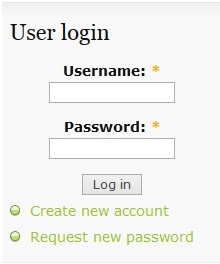 User login
Username: *
Password: *
Log in
Create new account
Request new password